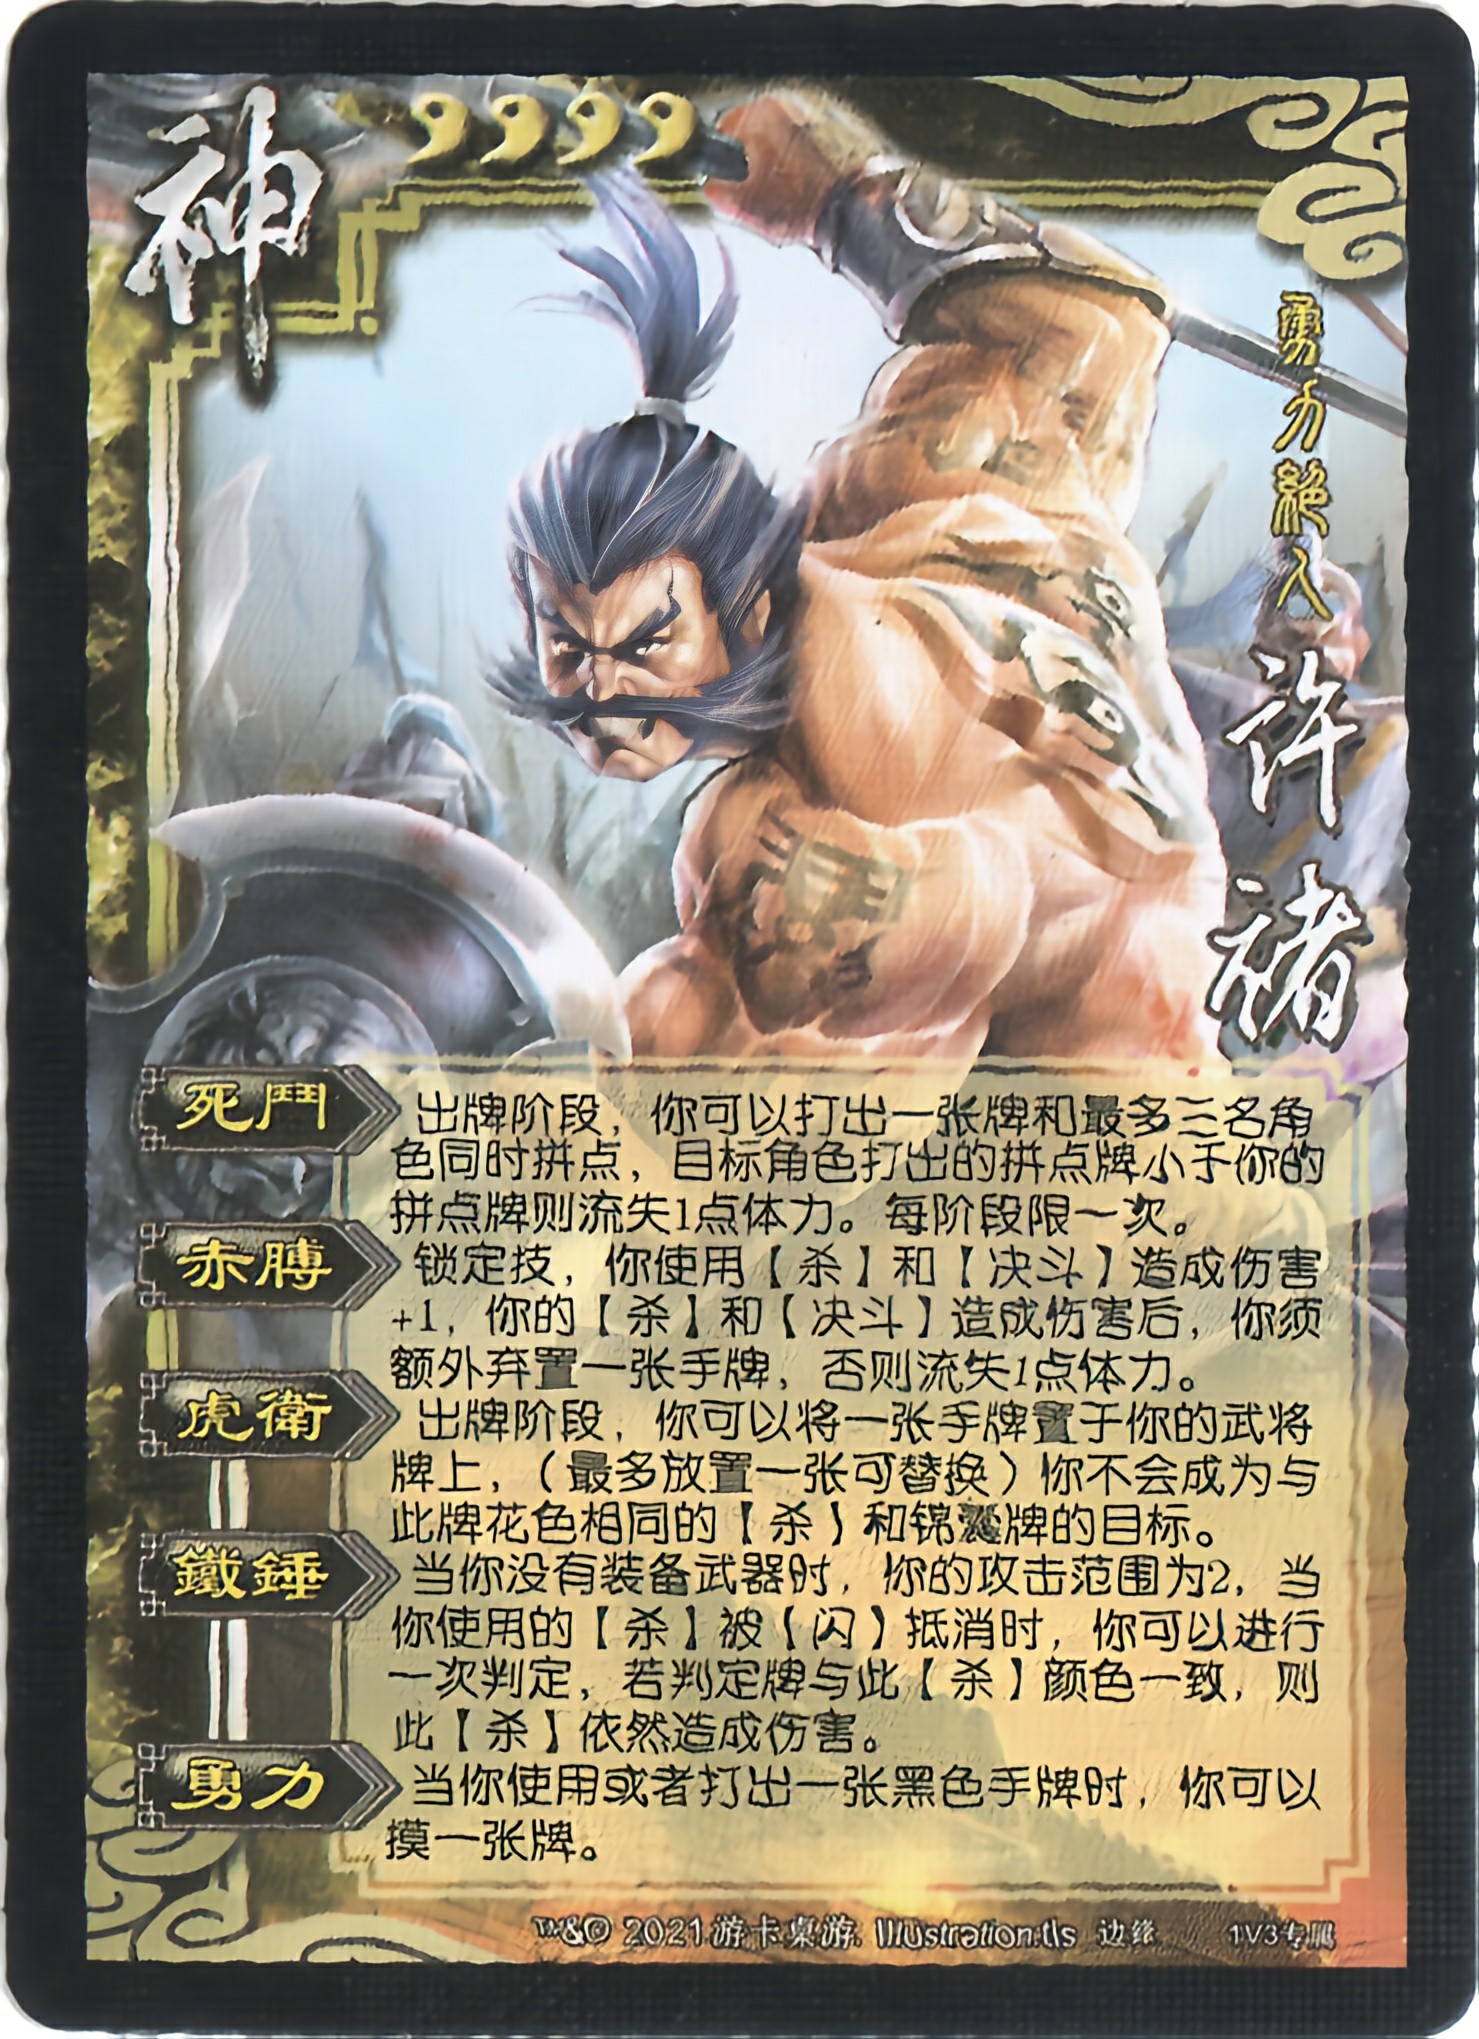 神
勇力絕人
许褚
死鬥
出牌阶段，你可以打出一张牌和最多三名角
色同时拼点，目标角色打出的拼点牌小于你的
拼点牌则流失1点体力。每阶段限一次。
赤膊
锁定技，你使用【杀】和【决斗】造成伤害
+1，你的【杀】和【决斗】造成伤害后，你须
额外弃置一张手牌，否则流失1点体力。
虎衛
出牌阶段，你可以将一张手牌置于你的武将
牌上，（最多放置一张可替换）你不会成为与
此牌花色相同的【杀】和锦囊牌的目标。
鐵錘
当你没有装备武器时，你的攻击范围为2，当
你使用的【杀】被【闪】抵消时，你可以进行
一次判定，若判定牌与此【杀】颜色一致，则
此【杀】依然造成伤害。
勇力
当你使用或者打出一张黑色手牌时，你可以
摸一张牌。
™&© 2021游卡桌游. Illustration:tls 边缘 1V3专属